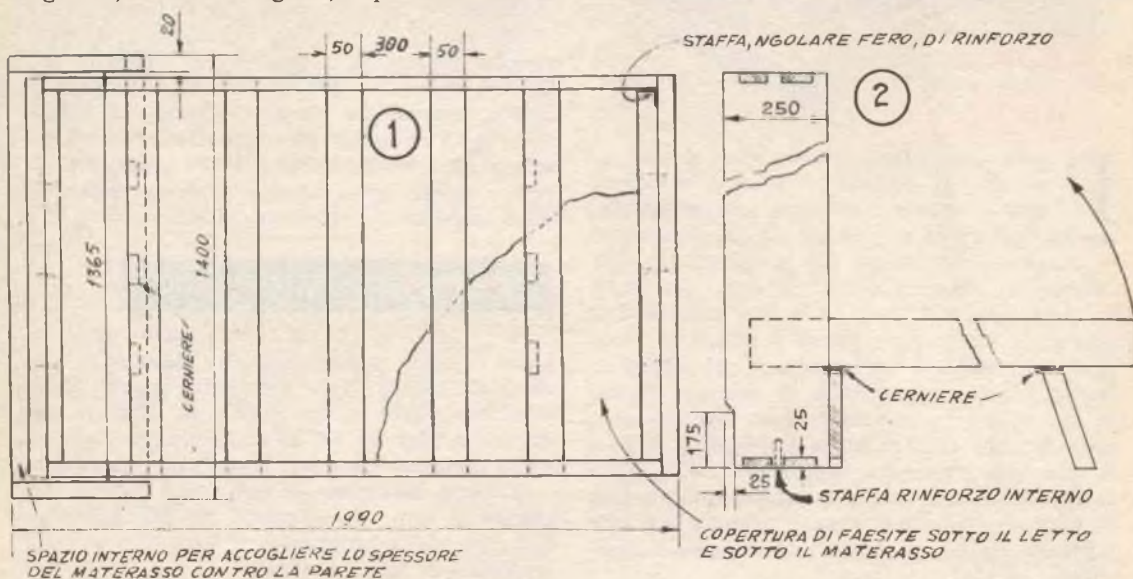 20
50 300 50
STAFFA, NGOLARE FERO, DI RINFORZO
1
2
250
1365
1400
CERNIERE
CERNIERE
175
25
25
STAFFA RINFORZO INTERNO
1990
COPERTURA DI FAESITE SOTTO IL LETTO
E SOTTO IL MATERASSO
SPAZIO INTERNO PER ACCOGLIERE LO SPESSORE
DEL MATERASSO CONTRO LA PARETE